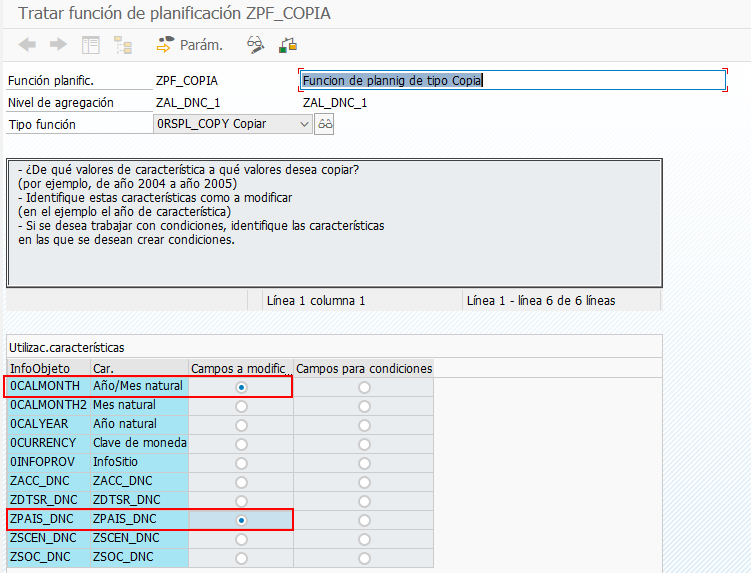 Tratar función de planificación ZPF_COPIA
Parám.
Función planific. ZPF_COPIA Funcion de plannig de tipo Copia
Nivel de agregación ZAL_DNC_1 ZAL_DNC_1
Tipo función 0RSPL_COPY Copiar
- ¿De qué valores de característica a qué valores desea copiar?
(por ejemplo, de año 2004 a año 2005)
- Identifique estas características como a modificar
(en el ejemplo el año de característica)
- Si se desea trabajar con condiciones, identifique las características
en las que se desean crear condiciones.
Línea 1 columna 1 Línea 1 - línea 6 de 6 líneas
Utilizac.características
InfoObjeto Car. Campos a modific... Campos para condiciones
0CALMONTH Año/Mes natural
0CALMONTH2 Mes natural
0CALYEAR Año natural
0CURRENCY Clave de moneda
0INFOPROV InfoSitio
ZACC_DNC ZACC_DNC
ZDTSR_DNC ZDTSR_DNC
ZPAIS_DNC ZPAIS_DNC
ZSCEN_DNC ZSCEN_DNC
ZSOC_DNC ZSOC_DNC